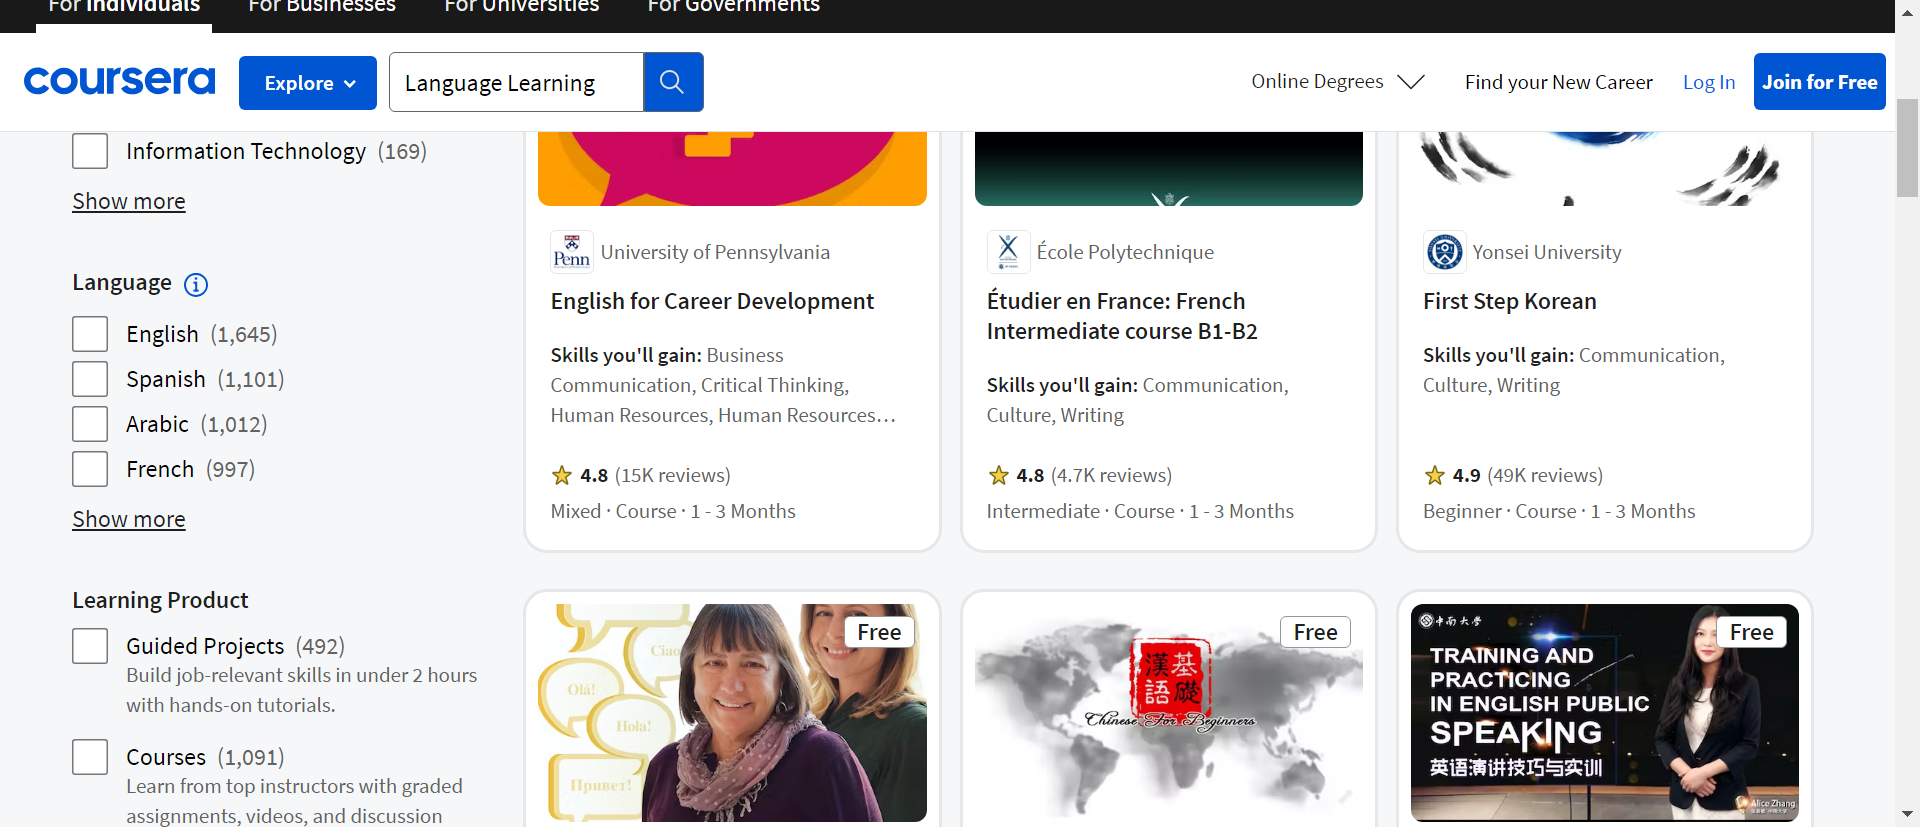 For Individuals
For Businesses
For Universities
For Governments
coursera
Explore
Language Learning
Online Degrees
Find your New Career
Log In
Join for Free
Information Technology (169)
Show more
Language
English (1,645)
Spanish (1,101)
Arabic (1,012)
French (997)
Show more
Learning Product
Guided Projects (492)
Build job-relevant skills in under 2 hours
with hands-on tutorials.
Courses (1,091)
Learn from top instructors with graded
assignments, videos, and discussion
Penn
University of Pennsylvania
English for Career Development
Skills you'll gain: Business
Communication, Critical Thinking,
Human Resources, Human Resources…
4.8 (15K reviews)
Mixed · Course · 1 - 3 Months
École Polytechnique
Étudier en France: French
Intermediate course B1-B2
Skills you'll gain: Communication,
Culture, Writing
4.8 (4.7K reviews)
Intermediate · Course · 1 - 3 Months
Yonsei University
First Step Korean
Skills you'll gain: Communication,
Culture, Writing
4.9 (49K reviews)
Beginner · Course · 1 - 3 Months
Free
Ciao
Olá!
Hola!
Привет!
Free
漢 基
語 礎
Chinese For Beginners
Free
中南大学
TRAINING AND
PRACTICING
IN ENGLISH PUBLIC
SPEAKING
英语演讲技巧与实训
Alice Zhang